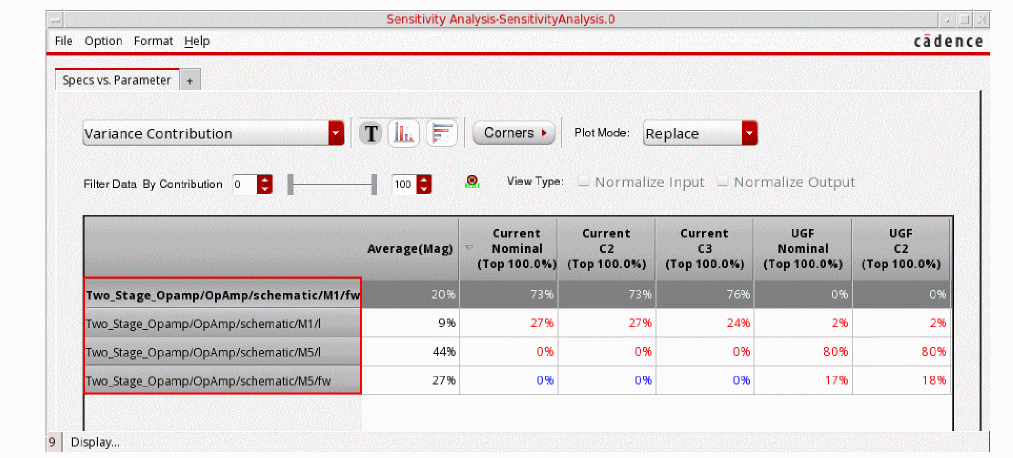 Sensitivity Analysis-SensitivityAnalysis.0
File Option Format Help cādence
Specs vs. Parameter +
Variance Contribution T Corners Plot Mode: Replace
Filter Data By Contribution 0 100 RESET View Type: Normalize Input Normalize Output
Average(Mag) Current Nominal (Top 100.0%) Current C2 (Top 100.0%) Current C3 (Top 100.0%) UGF Nominal (Top 100.0%) UGF C2 (Top 100.0%)
Two_Stage_Opamp/OpAmp/schematic/M1/fw 20% 73% 73% 76% 0% 0%
Two_Stage_Opamp/OpAmp/schematic/M1/l 9% 27% 27% 24% 2% 2%
Two_Stage_Opamp/OpAmp/schematic/M5/l 44% 0% 0% 0% 80% 80%
Two_Stage_Opamp/OpAmp/schematic/M5/fw 27% 0% 0% 0% 17% 18%
9 Display...